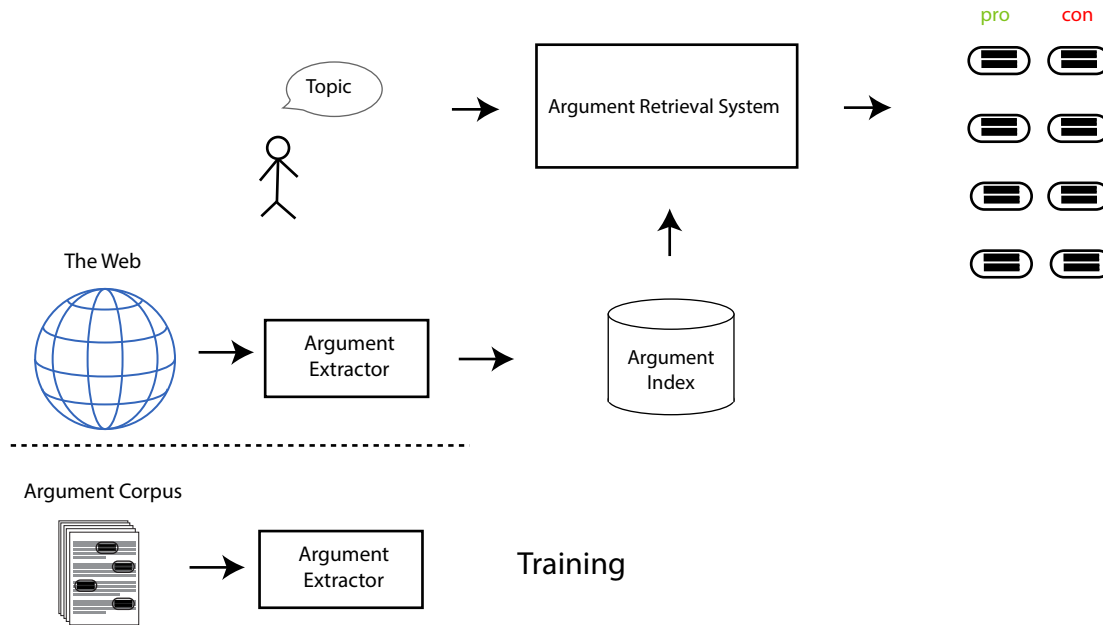 pro con
Topic
Argument Retrieval System
The Web
Argument
Extractor
Argument
Index
Argument Corpus
Argument
Extractor
Training